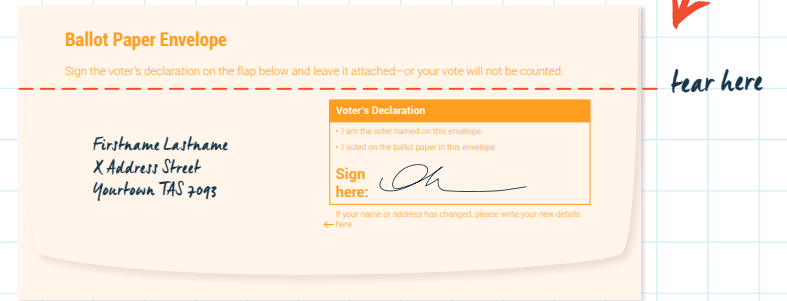 Ballot Paper Envelope
Sign the voter's declaration on the flap below and leave it attached—or your vote will not be counted.
tear here
Voter's Declaration
• I am the voter named on this envelope.
• I voted on the ballot paper in this envelope
Firstname Lastname
X Address Street
Yourtown TAS 7093
Sign
here:
If your name or address has changed, please write your new details
here.